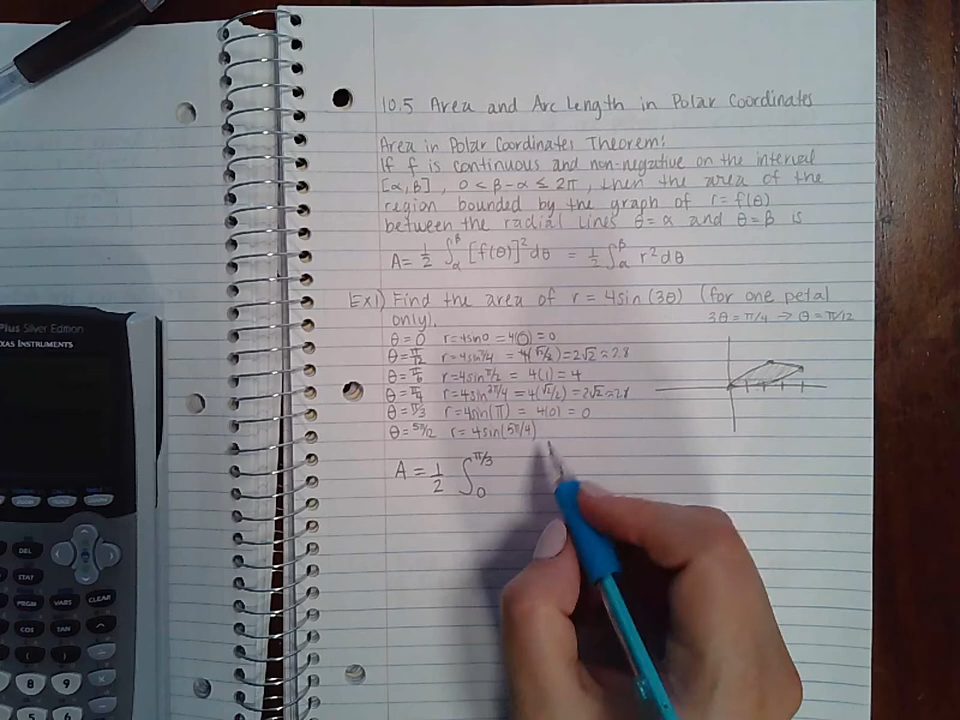 10.5 Area and Arc Length in Polar Coordinates
Area in Polar Coordinates Theorem:
If f is continuous and non-negative on the interval
[α, β], 0 < β - α ≤ 2π, then the area of the
region bounded by the graph of r = f(θ)
between the radial lines θ = α and θ = β is
A = 1/2 ∫_α^β [f(θ)]² dθ = 1/2 ∫_α^β r² dθ
Ex1) Find the area of r = 4sin(3θ) (for one petal
only).
3θ = π/4 → θ = π/12
θ = 0 r = 4sin0 = 4(0) = 0
θ = π/12 r = 4sin π/4 = 4(√2/2) = 2√2 ≈ 2.8
θ = π/6 r = 4sin π/2 = 4(1) = 4
θ = π/4 r = 4sin 3π/4 = 4(√2/2) = 2√2 ≈ 2.8
θ = π/3 r = 4sin(π) = 4(0) = 0
θ = 5π/12 r = 4sin(5π/4)
A = 1/2 ∫_0^π/3
Plus Silver Edition
TEXAS INSTRUMENTS
DEL
STAT
PRGM VARS CLEAR
COS TAN ^
8 9
5 6